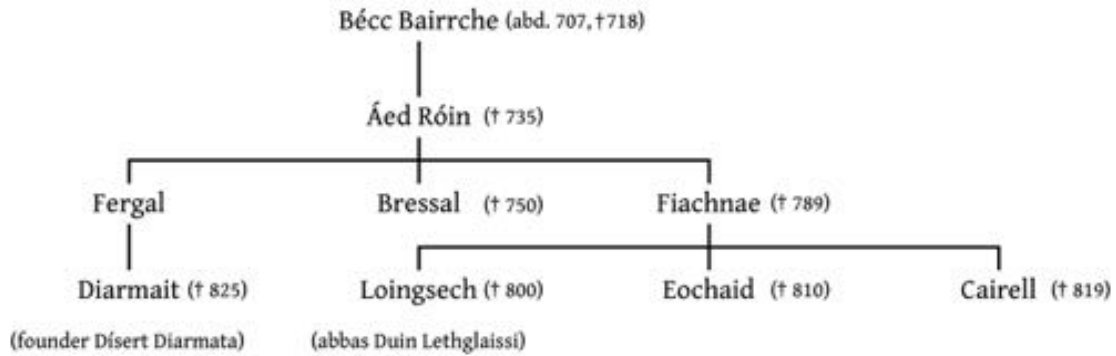 Bécc Bairrche (abd. 707, †718)
Áed Róin († 735)
Fergal Bressal († 750) Fiachnae († 789)
Diarmait († 825) Loingsech († 800) Eochaid († 810) Cairell († 819)
(founder Dísert Diarmata) (abbas Duin Lethglaissi)